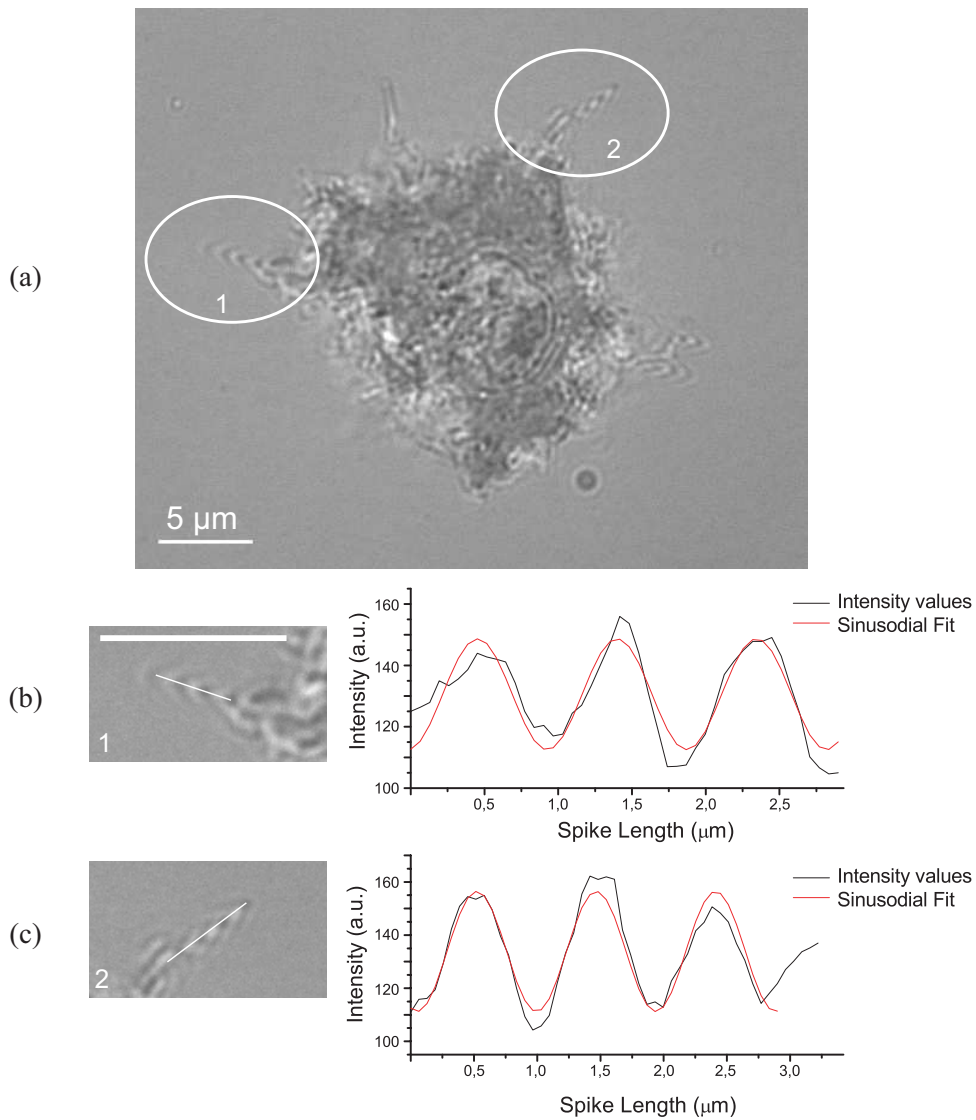 (a)
1
2
5 μm
(b)
1
Intensity (a.u.)
160
140
120
100
0,5
1,0
1,5
2,0
2,5
Spike Length (μm)
Intensity values
Sinusodial Fit
(c)
2
Intensity (a.u.)
160
140
120
100
0,5
1,0
1,5
2,0
2,5
3,0
Spike Length (μm)
Intensity values
Sinusodial Fit